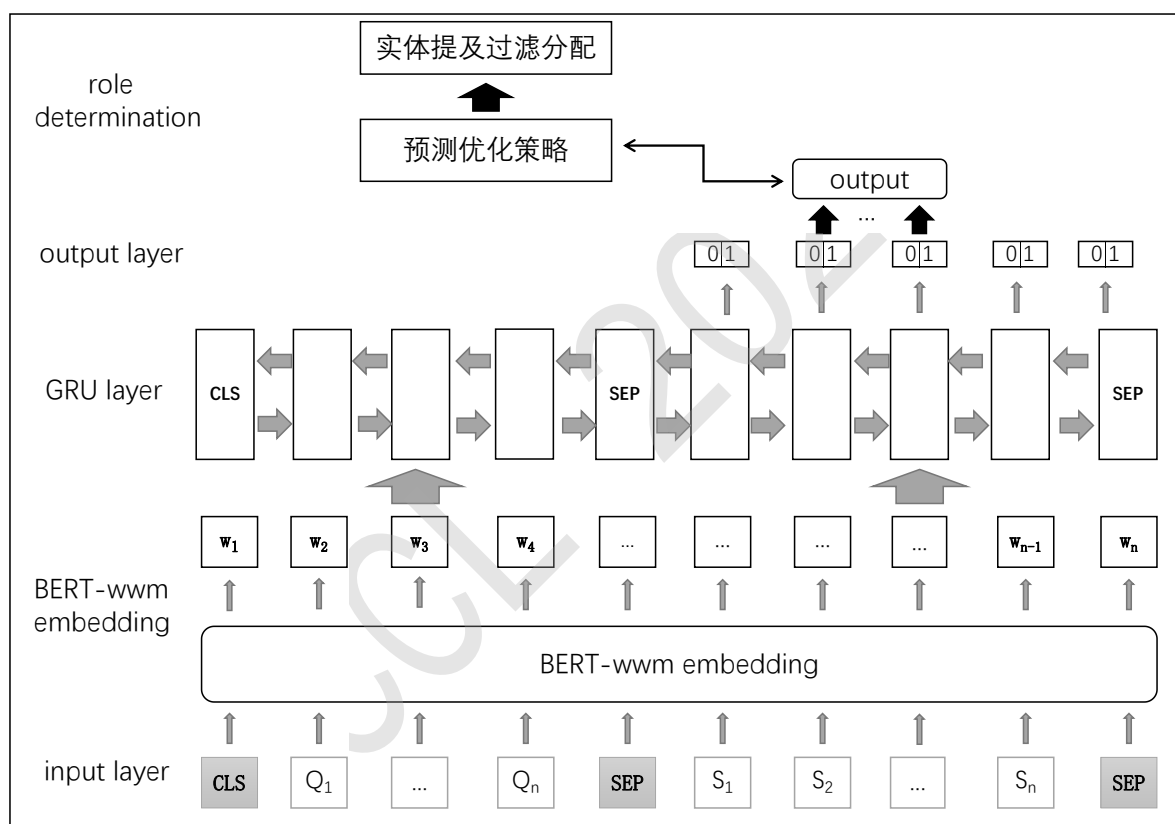 实体提及过滤分配
role
determination
预测优化策略
output
...
output layer
0 1 0 1 0 1 0 1 0 1
GRU layer
CLS SEP SEP
w1 w2 w3 w4 ... ... ... ... wn-1 wn
BERT-wwm
embedding
BERT-wwm embedding
input layer
CLS Q1 ... Qn SEP S1 S2 ... Sn SEP